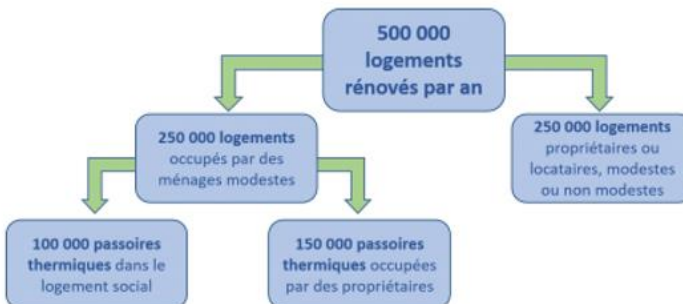 500 000
logements
rénovés par an
250 000 logements
occupés par des
ménages modestes
250 000 logements
propriétaires ou
locataires, modestes
ou non modestes
100 000 passoires
thermiques dans le
logement social
150 000 passoires
thermiques occupées
par des propriétaires